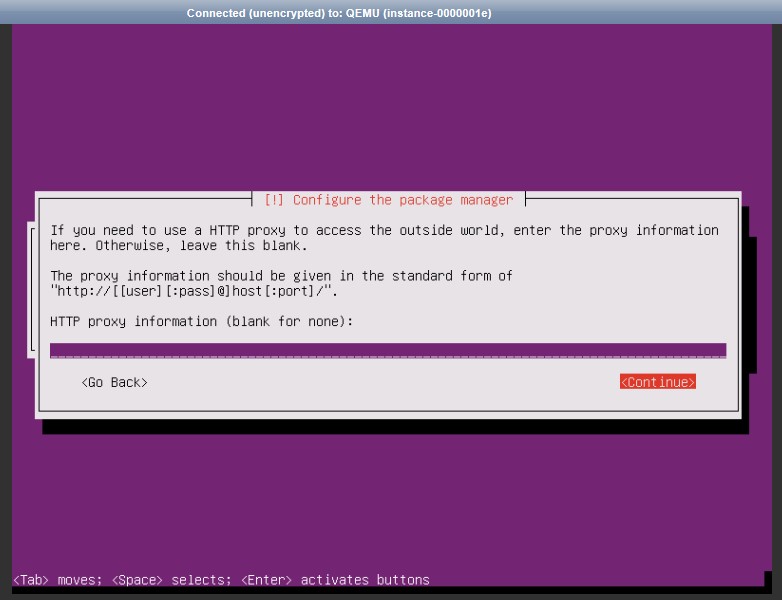 Connected (unencrypted) to: QEMU (instance-0000001e)
[!] Configure the package manager
If you need to use a HTTP proxy to access the outside world, enter the proxy information
here. Otherwise, leave this blank.
The proxy information should be given in the standard form of
"http://[[user][:pass]@]host[:port]/".
HTTP proxy information (blank for none):
<Go Back> <Continue>
<Tab> moves; <Space> selects; <Enter> activates buttons